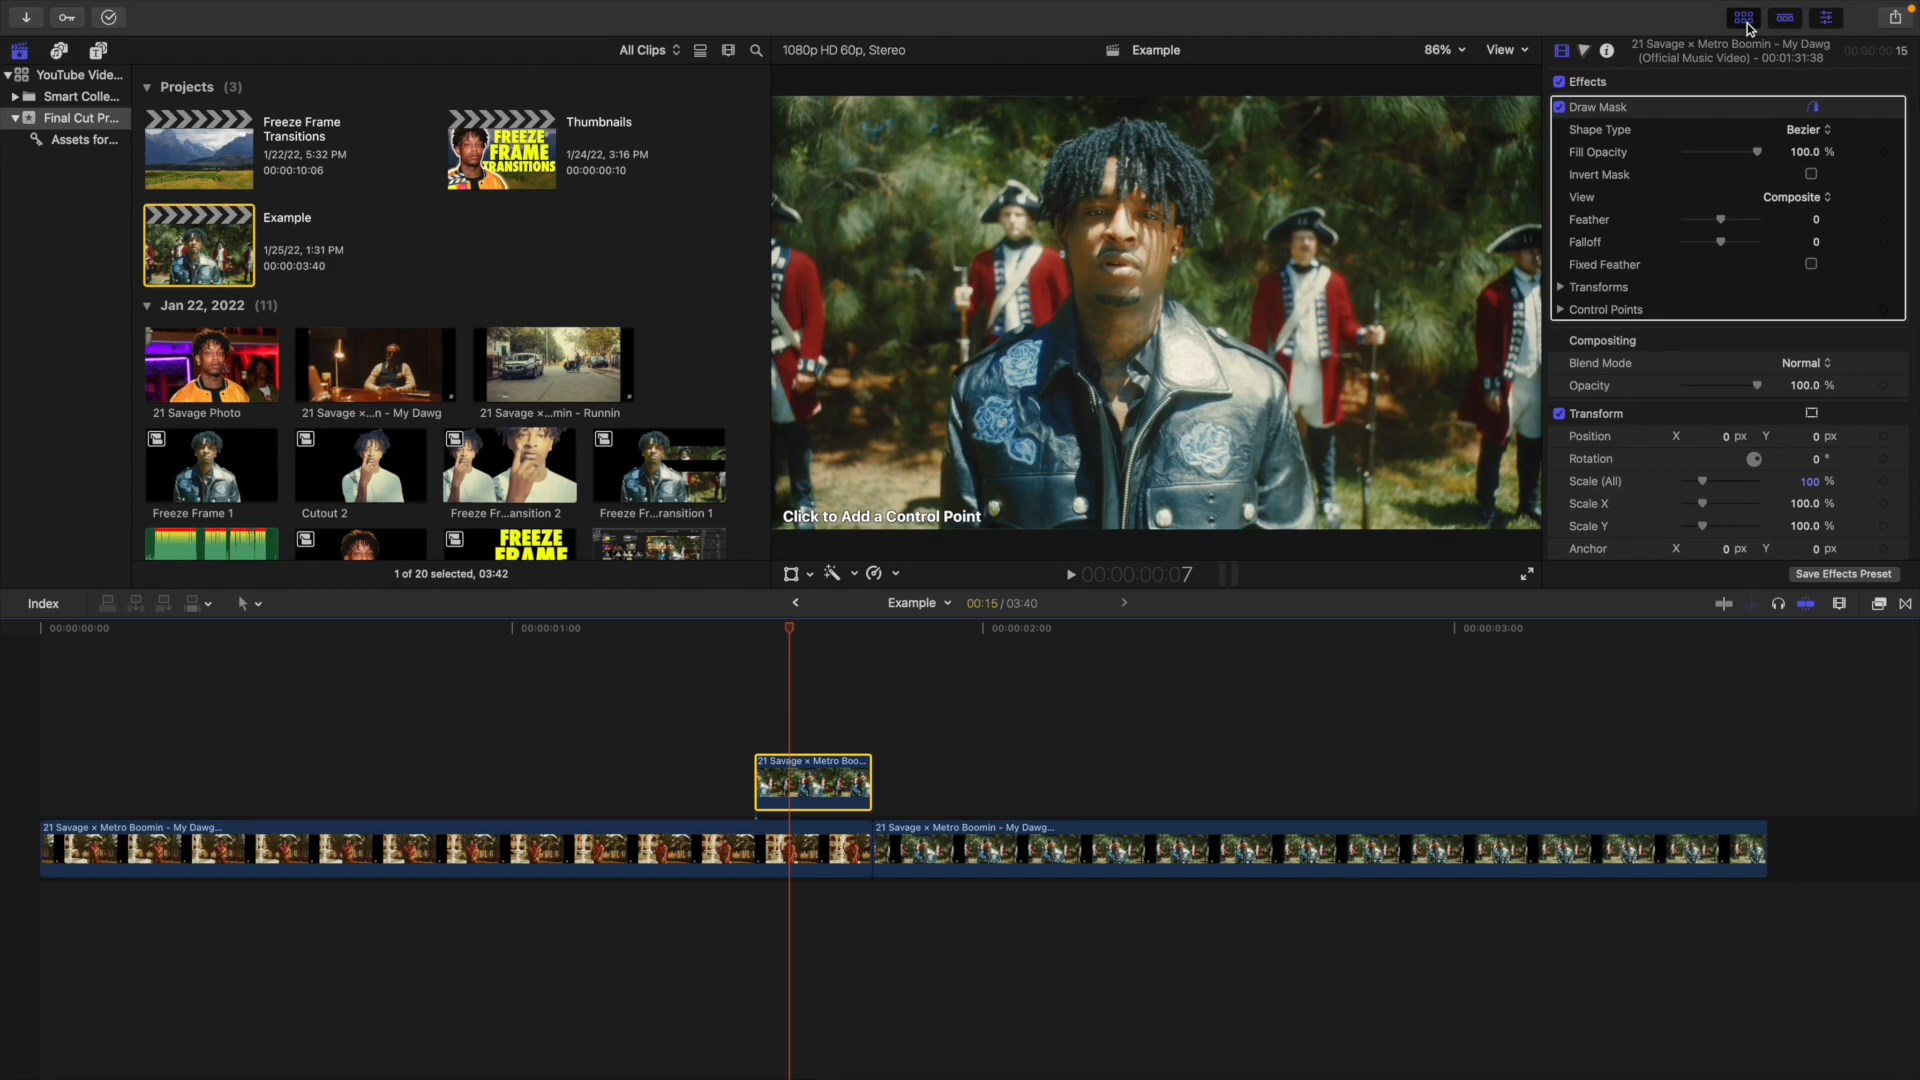 All Clips
1080p HD 60p, Stereo
Example
86%
View
21 Savage × Metro Boomin - My Dawg
(Official Music Video) - 00:01:31:38
00:00:00:15
YouTube Vide...
Smart Colle...
Final Cut Pr...
Assets for...
Projects (3)
Freeze Frame
Transitions
1/22/22, 5:32 PM
00:00:10:06
FREEZE
FRAME
TRANSITIONS
Thumbnails
1/24/22, 3:16 PM
00:00:00:10
Example
1/25/22, 1:31 PM
00:00:03:40
Jan 22, 2022 (11)
21 Savage Photo
21 Savage ×...n - My Dawg
21 Savage ×...min - Runnin
Freeze Frame 1
Cutout 2
Freeze Fr...ansition 2
Freeze Fr...ransition 1
FREEZE
FRAME
1 of 20 selected, 03:42
Click to Add a Control Point
00:00:00:07
Effects
Draw Mask
Shape Type Bezier
Fill Opacity 100.0 %
Invert Mask
View Composite
Feather 0
Falloff 0
Fixed Feather
Transforms
Control Points
Compositing
Blend Mode Normal
Opacity 100.0 %
Transform
Position X 0 px Y 0 px
Rotation 0 °
Scale (All) 100 %
Scale X 100.0 %
Scale Y 100.0 %
Anchor X 0 px Y 0 px
Save Effects Preset
Index
Example
00:15 / 03:40
00:00:00:00
00:00:01:00
00:00:02:00
00:00:03:00
21 Savage × Metro Boo...
21 Savage × Metro Boomin - My Dawg...
21 Savage × Metro Boomin - My Dawg...